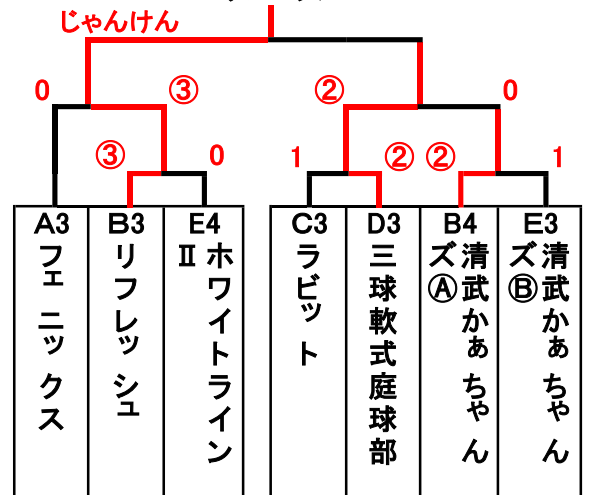 じゃんけん
0 ③ ② 0
③ 0 1 ② ② 1
A3 B3 E4 C3 D3 B4 E3
フェニックス
リフレッシュ
ホワイトライン
Ⅱ
ラビット
三球軟式庭球部
清武かぁちゃん
ズⒶ
清武かぁちゃん
ズⒷ